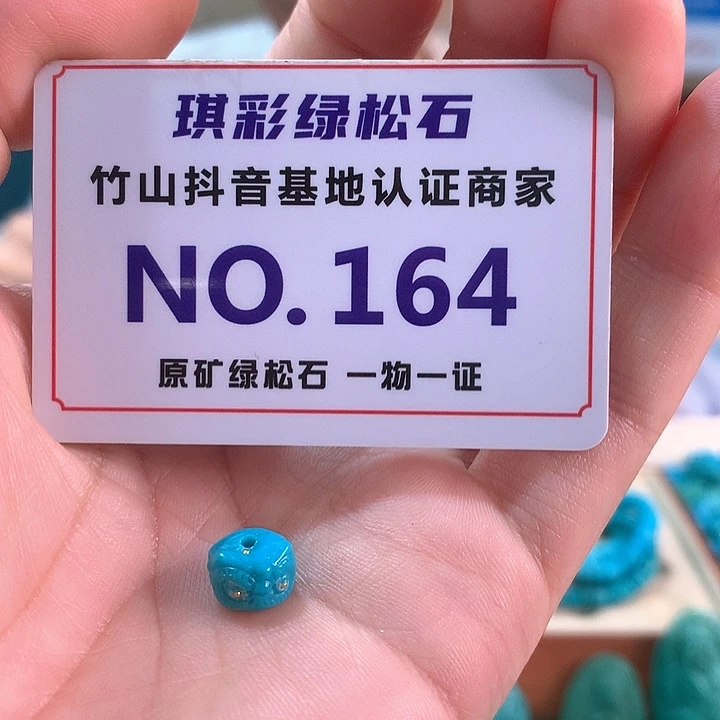 琪彩绿松石
竹山抖音基地认证商家
NO.164
原矿绿松石 一物一证